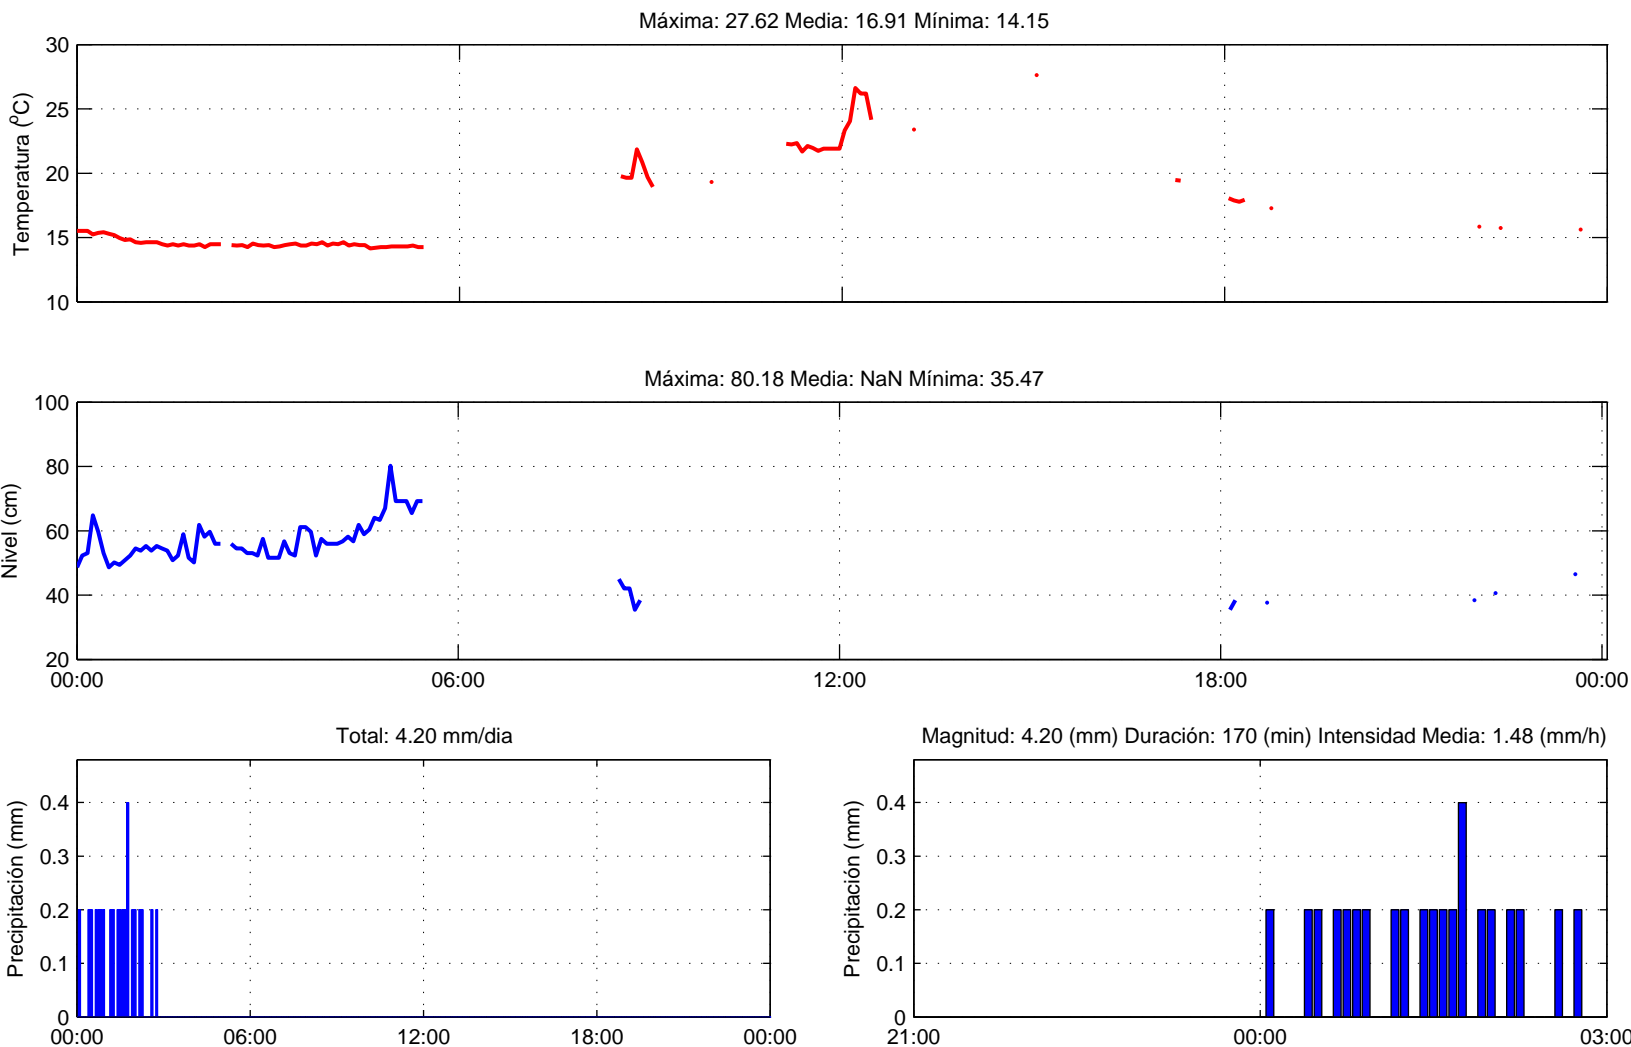 Máxima: 27.62 Media: 16.91 Mínima: 14.15
Temperatura (ºC)
30
25
20
15
10
Máxima: 80.18 Media: NaN Mínima: 35.47
Nivel (cm)
100
80
60
40
20
00:00 06:00 12:00 18:00 00:00
Total: 4.20 mm/dia
Precipitación (mm)
0.4
0.3
0.2
0.1
0
00:00 06:00 12:00 18:00 00:00
Magnitud: 4.20 (mm) Duración: 170 (min) Intensidad Media: 1.48 (mm/h)
Precipitación (mm)
0.4
0.3
0.2
0.1
0
21:00 00:00 03:00